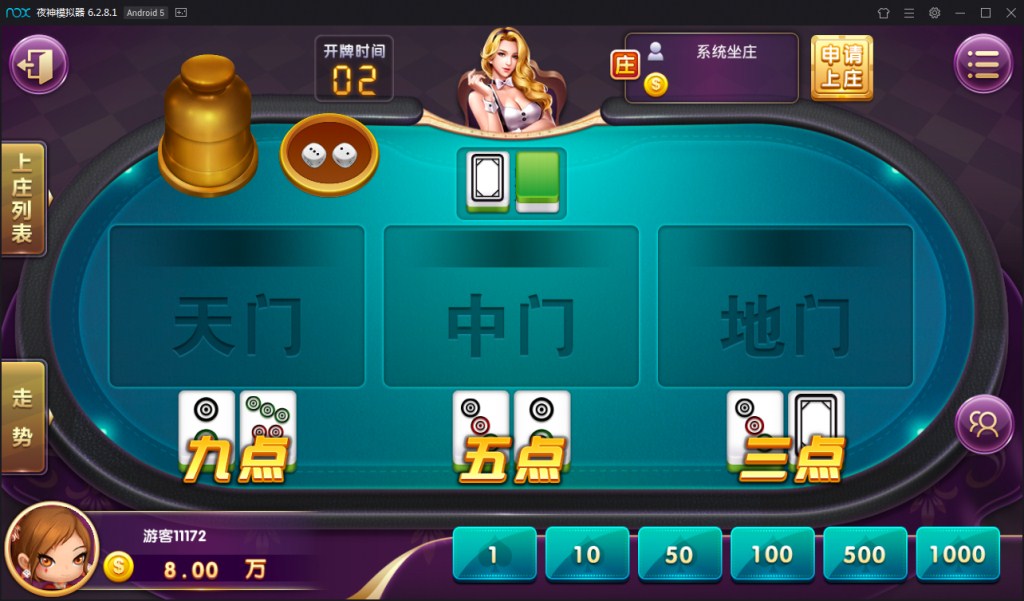 nox 夜神模拟器 6.2.8.1 Android 5
开牌时间
02
庄
系统坐庄
申请
上庄
上庄列表
天门
中门
地门
九点
五点
三点
走势
游客11172
8.00 万
1
10
50
100
500
1000